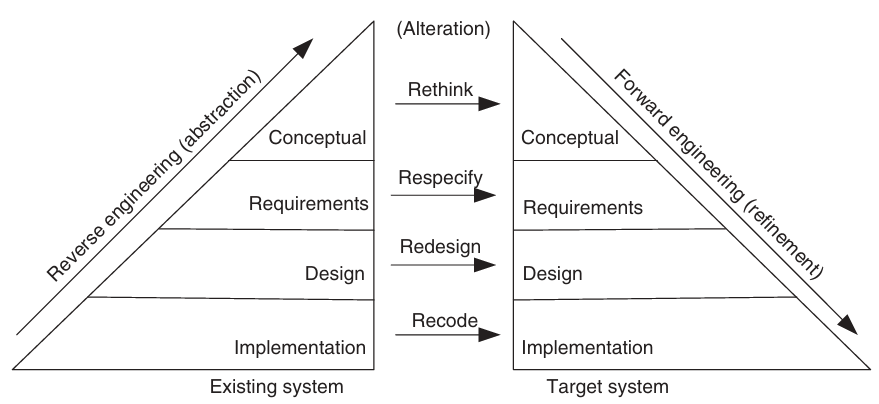 (Alteration)
Reverse engineering (abstraction)
Forward engineering (refinement)
Rethink
Conceptual
Conceptual
Respecify
Requirements
Requirements
Redesign
Design
Design
Recode
Implementation
Implementation
Existing system
Target system